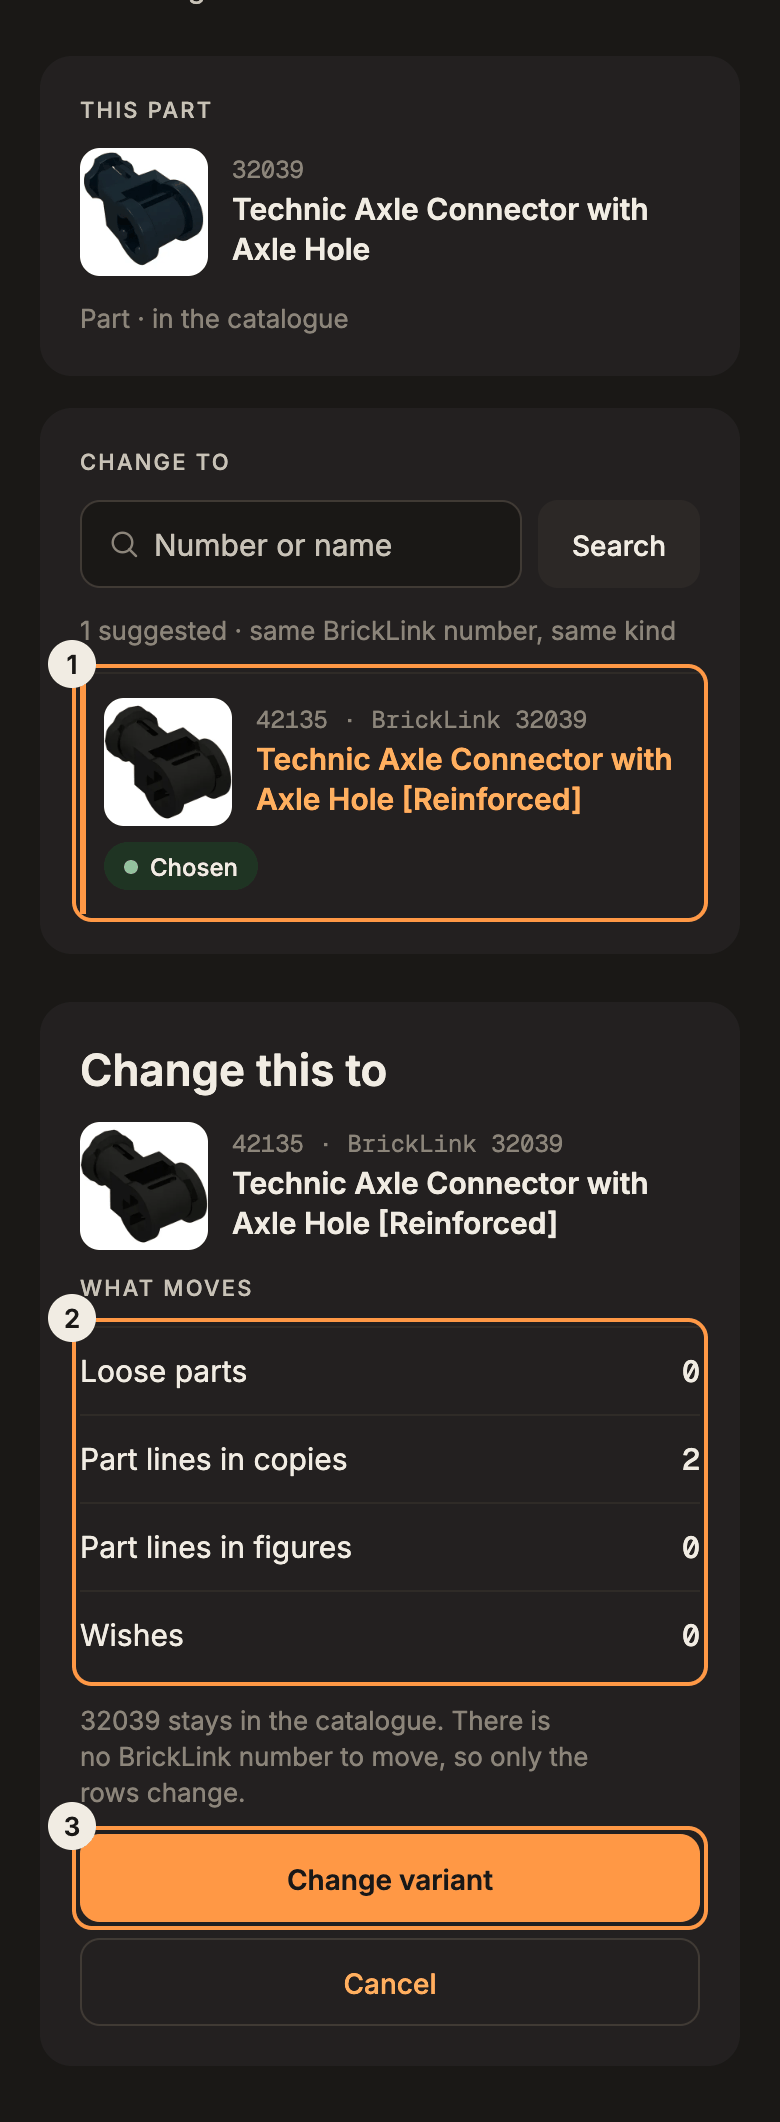 THIS PART
32039
Technic Axle Connector with
Axle Hole
Part · in the catalogue
CHANGE TO
Number or name
Search
1 suggested · same BrickLink number, same kind
1
42135 · BrickLink 32039
Technic Axle Connector with
Axle Hole [Reinforced]
Chosen
Change this to
42135 · BrickLink 32039
Technic Axle Connector with
Axle Hole [Reinforced]
WHAT MOVES
2
Loose parts 0
Part lines in copies 2
Part lines in figures 0
Wishes 0
32039 stays in the catalogue. There is
no BrickLink number to move, so only the
rows change.
3
Change variant
Cancel